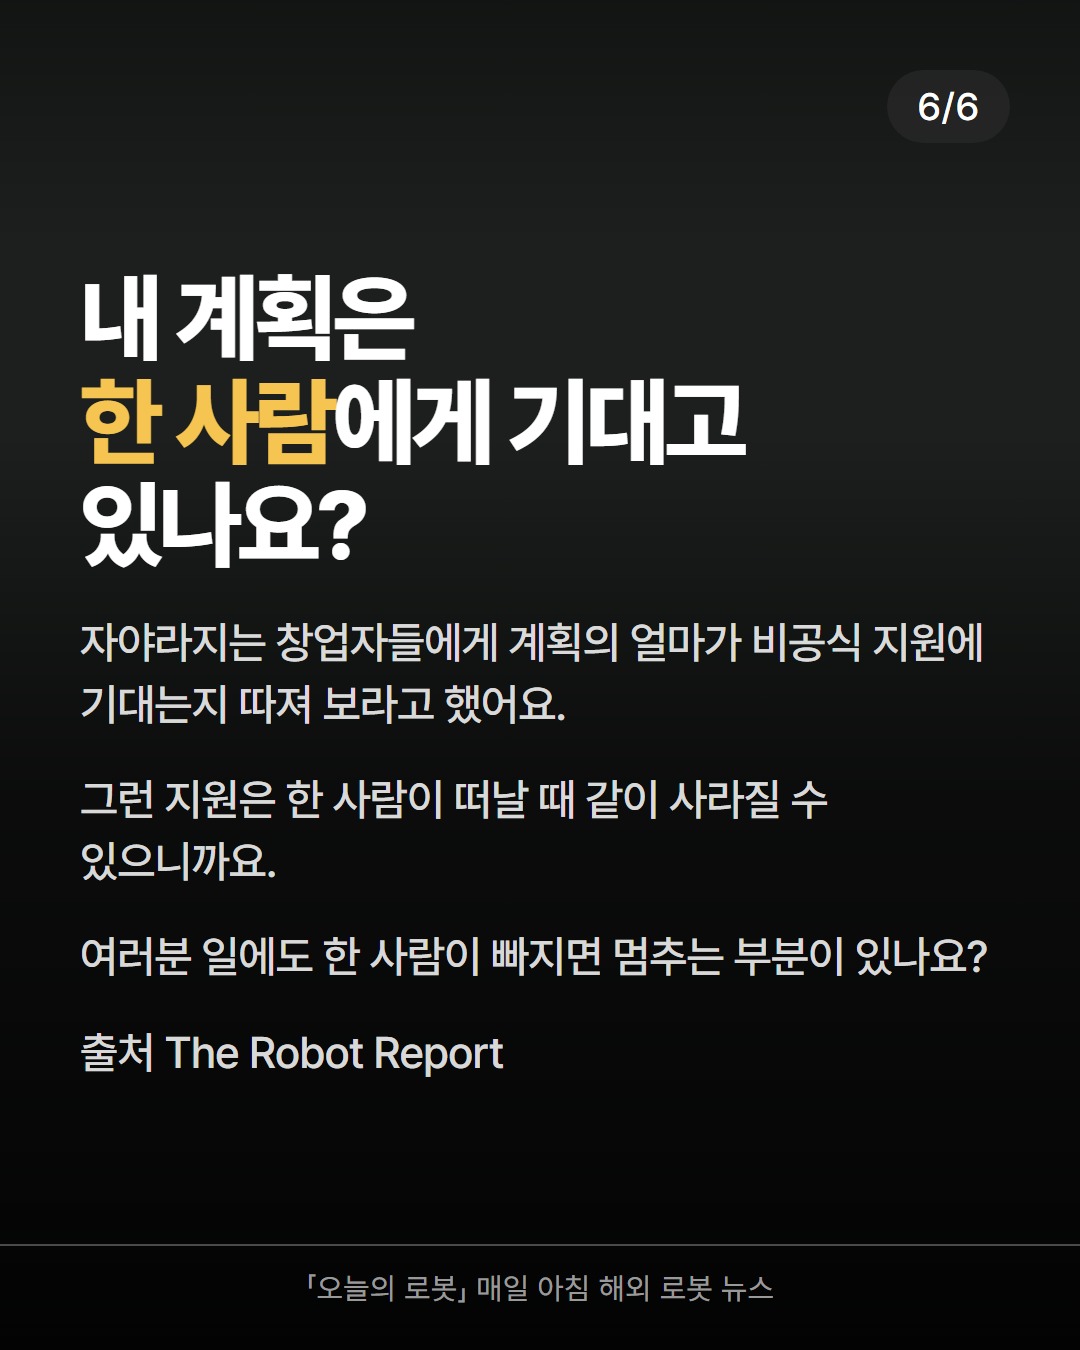 6/6
내 계획은
한 사람에게 기대고
있나요?
자야라지는 창업자들에게 계획의 얼마가 비공식 지원에
기대는지 따져 보라고 했어요.
그런 지원은 한 사람이 떠날 때 같이 사라질 수
있으니까요.
여러분 일에도 한 사람이 빠지면 멈추는 부분이 있나요?
출처 The Robot Report
「오늘의 로봇」 매일 아침 해외 로봇 뉴스